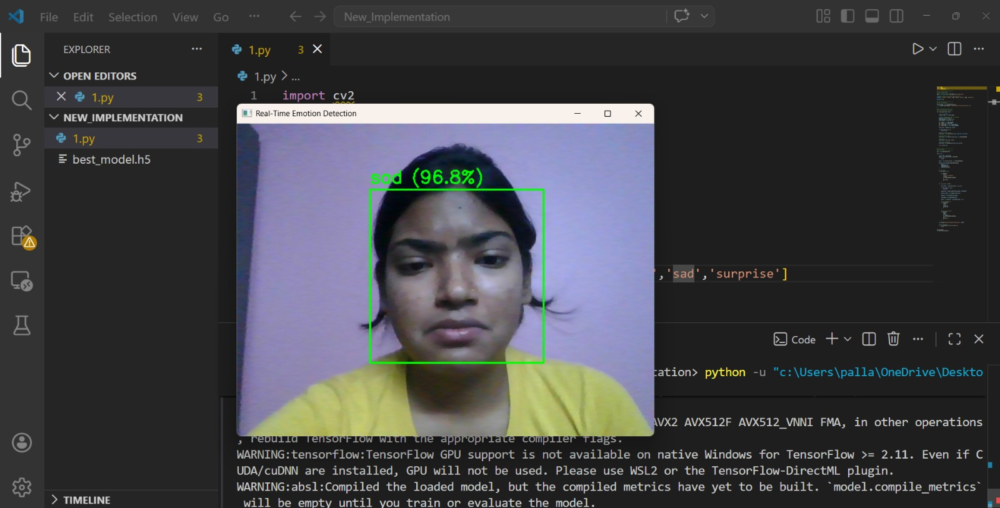 File Edit Selection View Go ··· New_Implementation
EXPLORER ···
OPEN EDITORS
1.py 3
NEW_IMPLEMENTATION
1.py 3
best_model.h5
TIMELINE
1.py 3
1.py > ...
1 import cv2
Real-Time Emotion Detection
sad (96.8%)
','sad','surprise']
Code
tation> python -u "c:\Users\palla\OneDrive\Deskto
AVX2 AVX512F AVX512_VNNI FMA, in other operations
, rebuild TensorFlow with the appropriate compiler flags.
WARNING:tensorflow:TensorFlow GPU support is not available on native Windows for TensorFlow >= 2.11. Even if C
UDA/cuDNN are installed, GPU will not be used. Please use WSL2 or the TensorFlow-DirectML plugin.
WARNING:absl:Compiled the loaded model, but the compiled metrics have yet to be built. `model.compile_metrics`
will be empty until you train or evaluate the model.